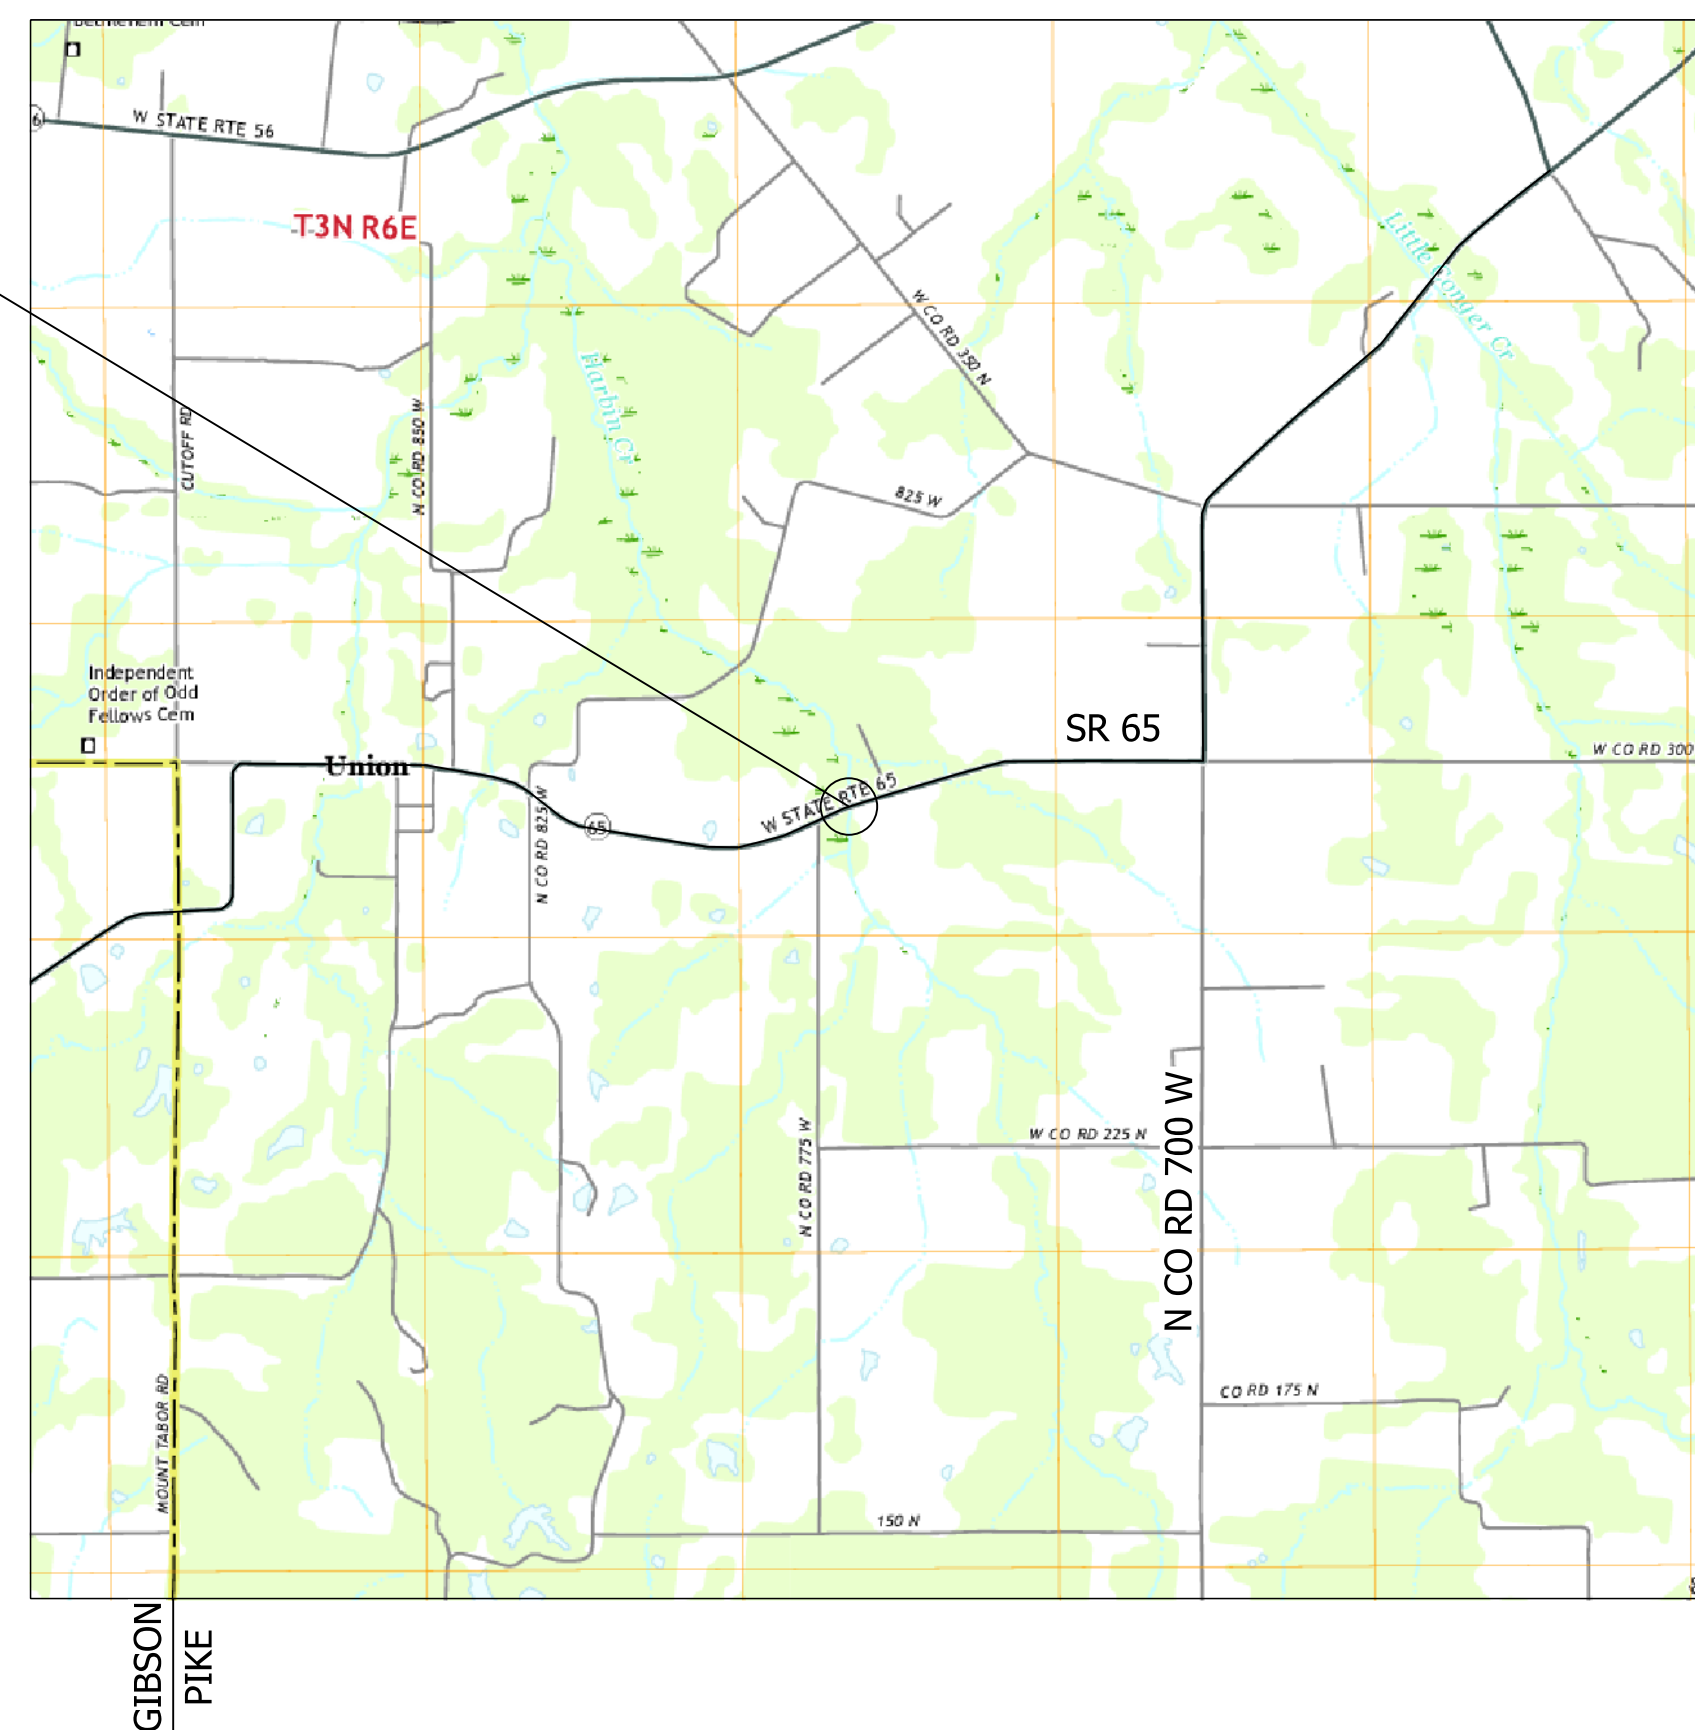 W STATE RTE 56
T3N R6E
Little Conger Cr
W CO RD 350 N
Harbin Cr
CUTOFF RD
N CO RD 850 W
825 W
Independent
Order of Odd
Fellows Cem
SR 65
W CO RD 300
Union
W STATE RTE 65
65
N CO RD 825 W
N CO RD 775 W
W CO RD 225 N
N CO RD 700 W
MOUNT TABOR RD
CO RD 175 N
150 N
GIBSON
PIKE